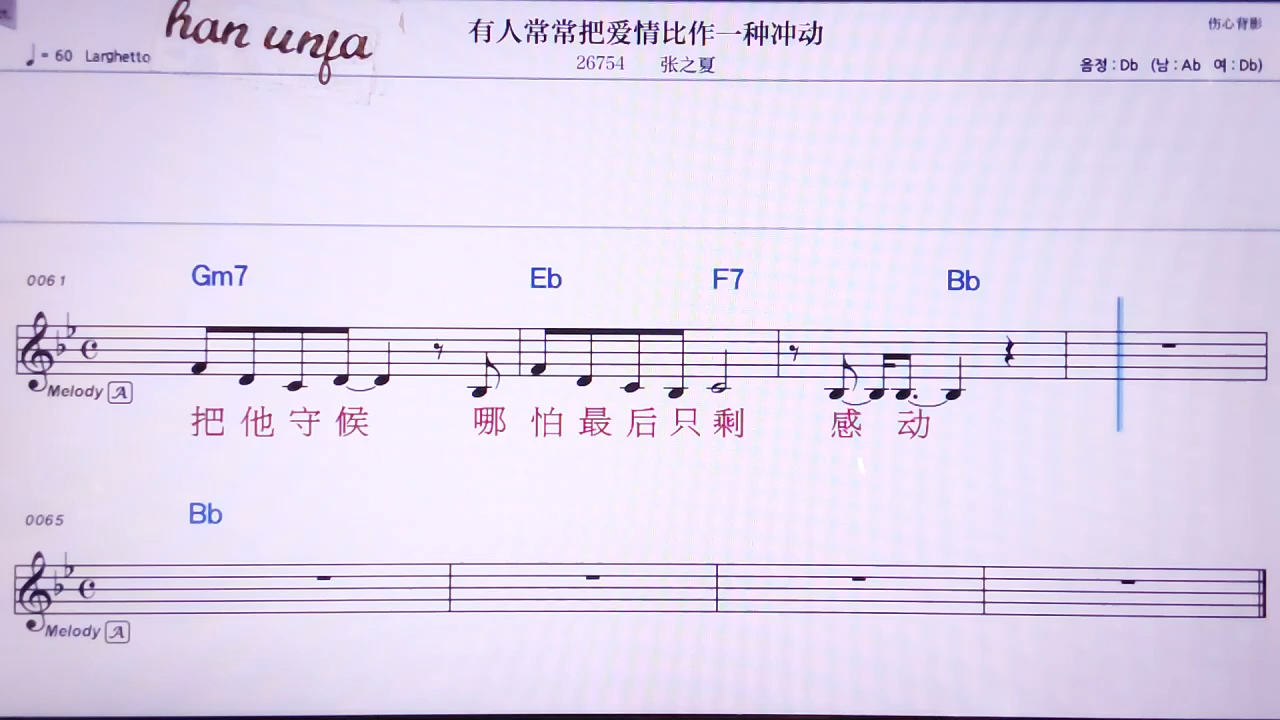 han unja
有人常常把爱情比作一种冲动
伤心背影
♩= 60 Larghetto
26754 张之夏
음정 : Db (남 : Ab 여 : Db)
0061
Gm7 Eb F7 Bb
Melody A
把他守候 哪怕最后只剩 感动
0065
Bb
Melody A